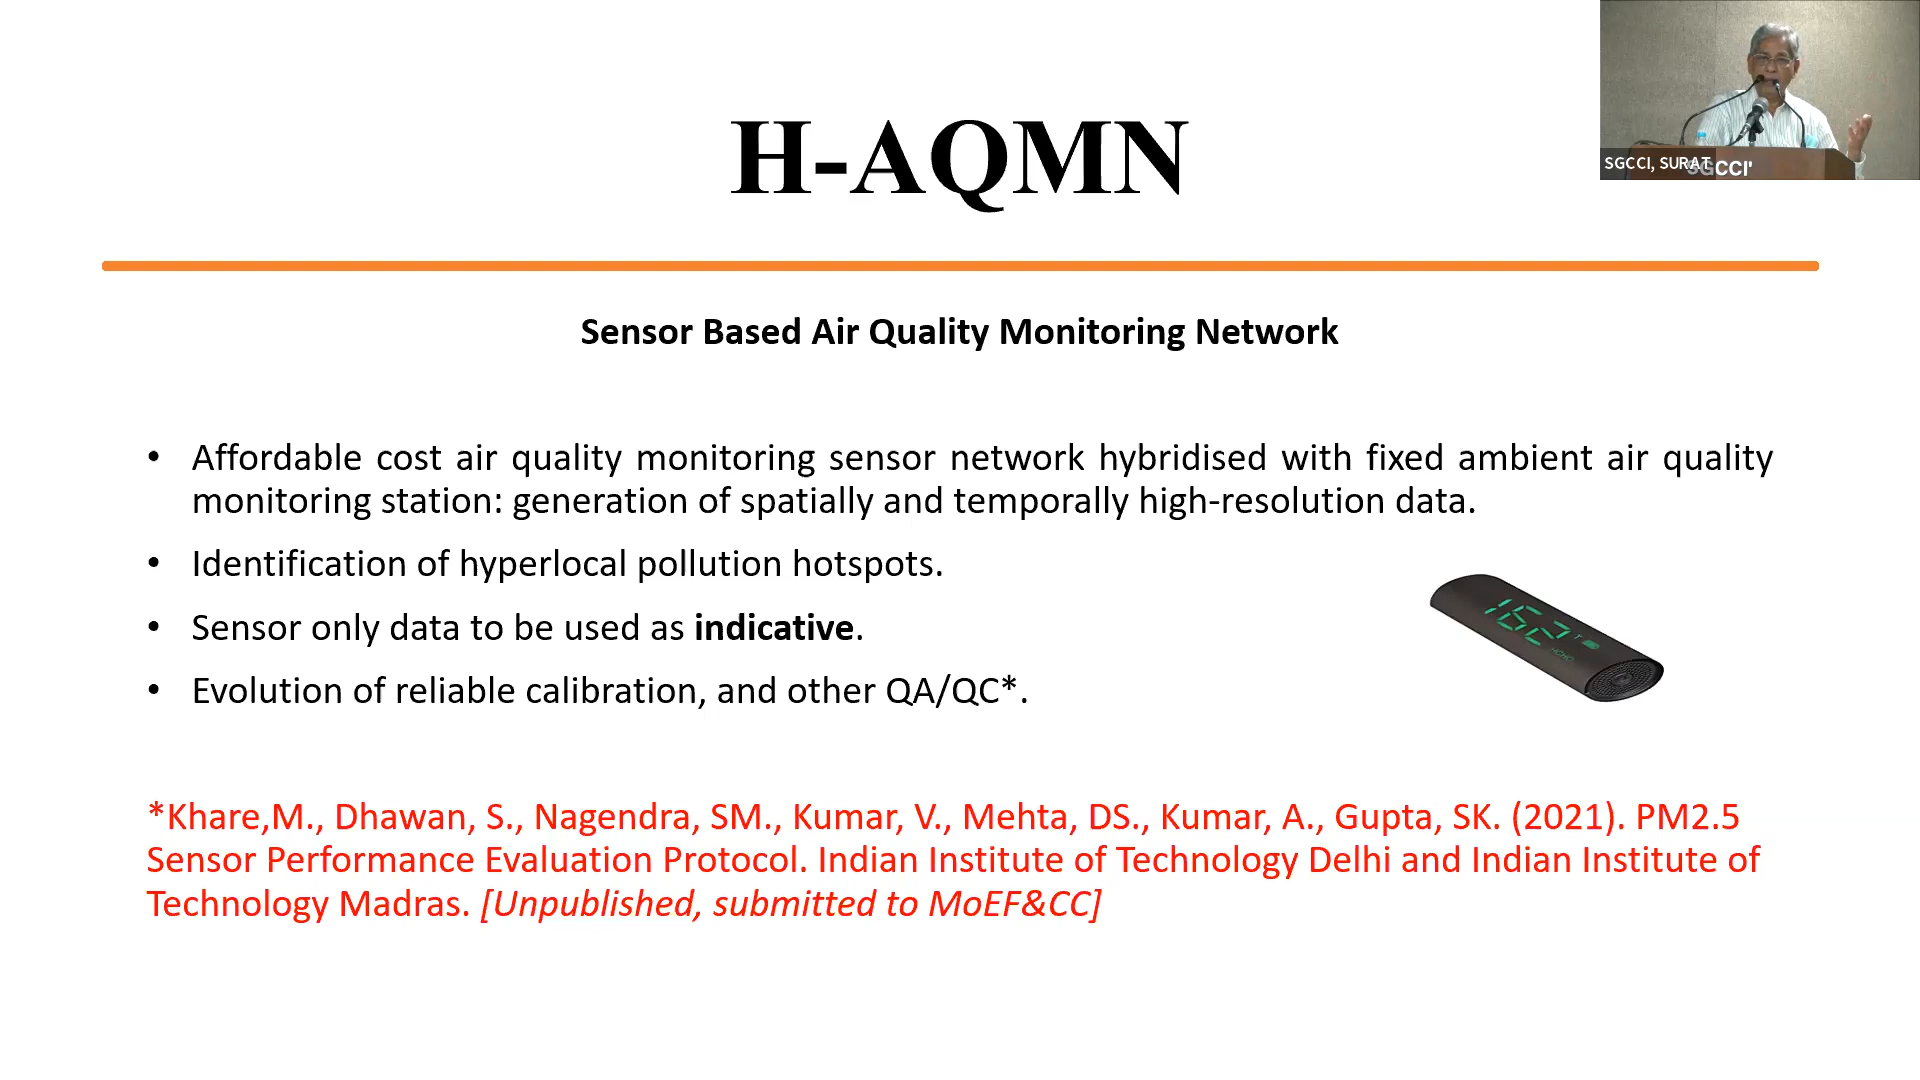 H-AQMN
SGCCI, SURAT
SGCCI
Sensor Based Air Quality Monitoring Network
• Affordable cost air quality monitoring sensor network hybridised with fixed ambient air quality
monitoring station: generation of spatially and temporally high-resolution data.
• Identification of hyperlocal pollution hotspots.
• Sensor only data to be used as indicative.
• Evolution of reliable calibration, and other QA/QC*.
162
HCHO
*Khare,M., Dhawan, S., Nagendra, SM., Kumar, V., Mehta, DS., Kumar, A., Gupta, SK. (2021). PM2.5
Sensor Performance Evaluation Protocol. Indian Institute of Technology Delhi and Indian Institute of
Technology Madras. [Unpublished, submitted to MoEF&CC]